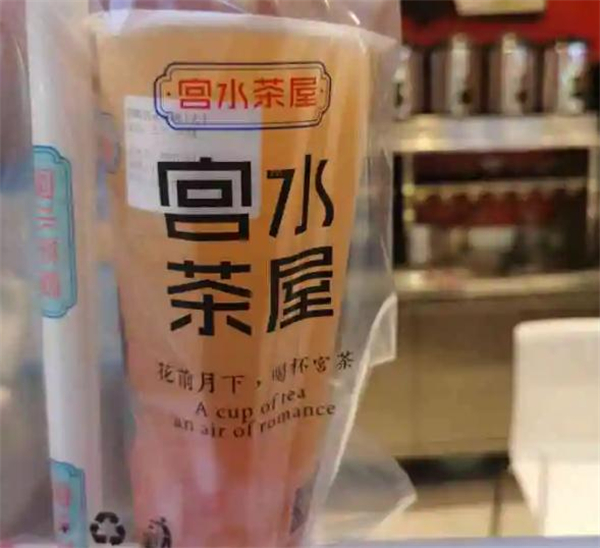 宫水茶屋
宫水
茶屋
花前月下，喝杯宫茶
A cup of tea
an air of romance